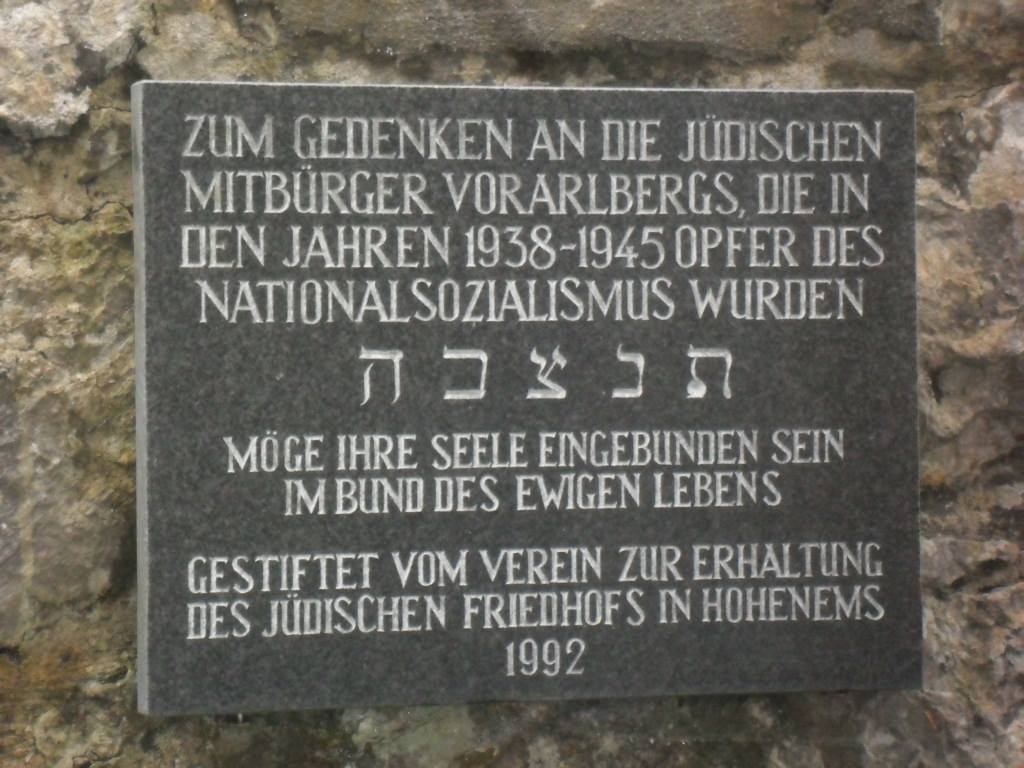 ZUM GEDENKEN AN DIE JÜDISCHEN
MITBÜRGER VORARLBERGS, DIE IN
DEN JAHREN 1938-1945 OPFER DES
NATIONALSOZIALISMUS WURDEN
ת נ צ ב ה
MÖGE IHRE SEELE EINGEBUNDEN SEIN
IM BUND DES EWIGEN LEBENS
GESTIFTET VOM VEREIN ZUR ERHALTUNG
DES JÜDISCHEN FRIEDHOFS IN HOHENEMS
1992